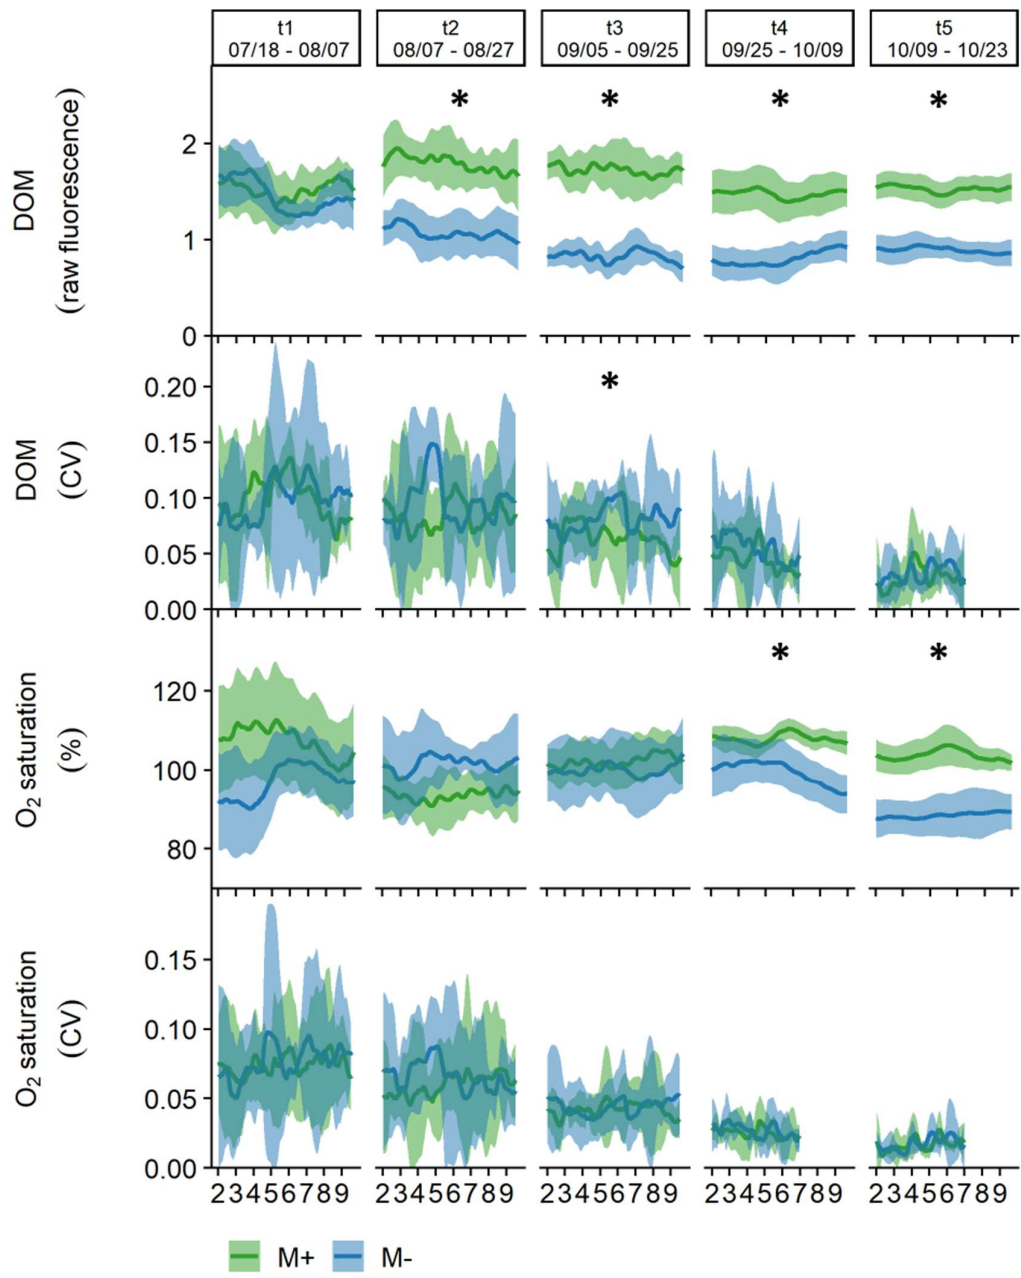 t1
07/18 - 08/07
t2
08/07 - 08/27
t3
09/05 - 09/25
t4
09/25 - 10/09
t5
10/09 - 10/23
DOM
(raw fluorescence)
2
1
0
*
*
*
*
DOM
(CV)
0.20
0.15
0.10
0.05
0.00
*
O2 saturation
(%)
120
100
80
*
*
O2 saturation
(CV)
0.15
0.10
0.05
0.00
23456789
23456789
23456789
23456789
23456789
M+
M-